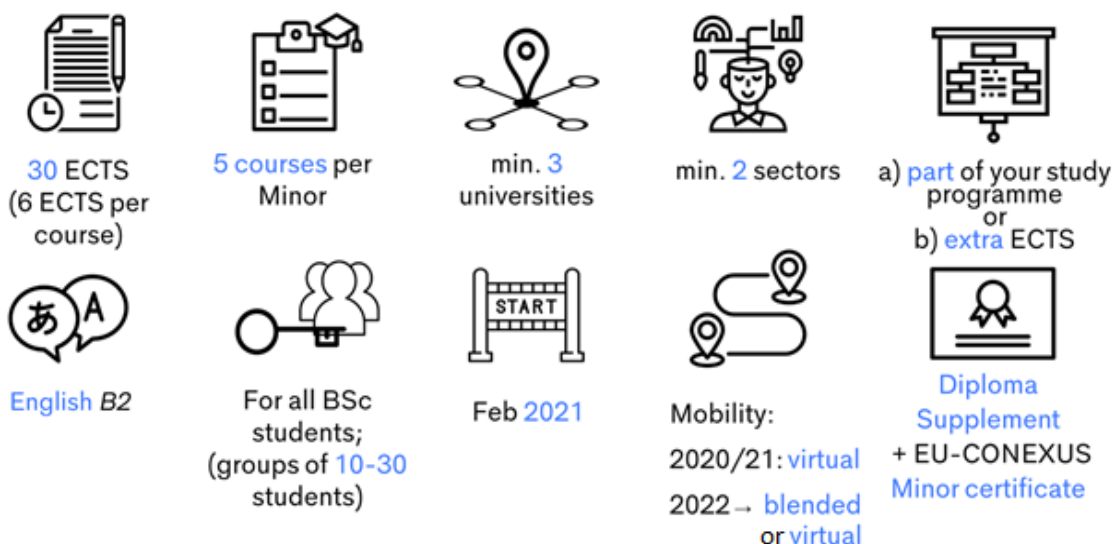 30 ECTS
(6 ECTS per
course)
5 courses per
Minor
min. 3
universities
min. 2 sectors
a) part of your study
programme
or
b) extra ECTS
あ A
English B2
For all BSc
students;
(groups of 10-30
students)
START
Feb 2021
Mobility:
2020/21: virtual
2022→ blended
or virtual
Diploma
Supplement
+ EU-CONEXUS
Minor certificate